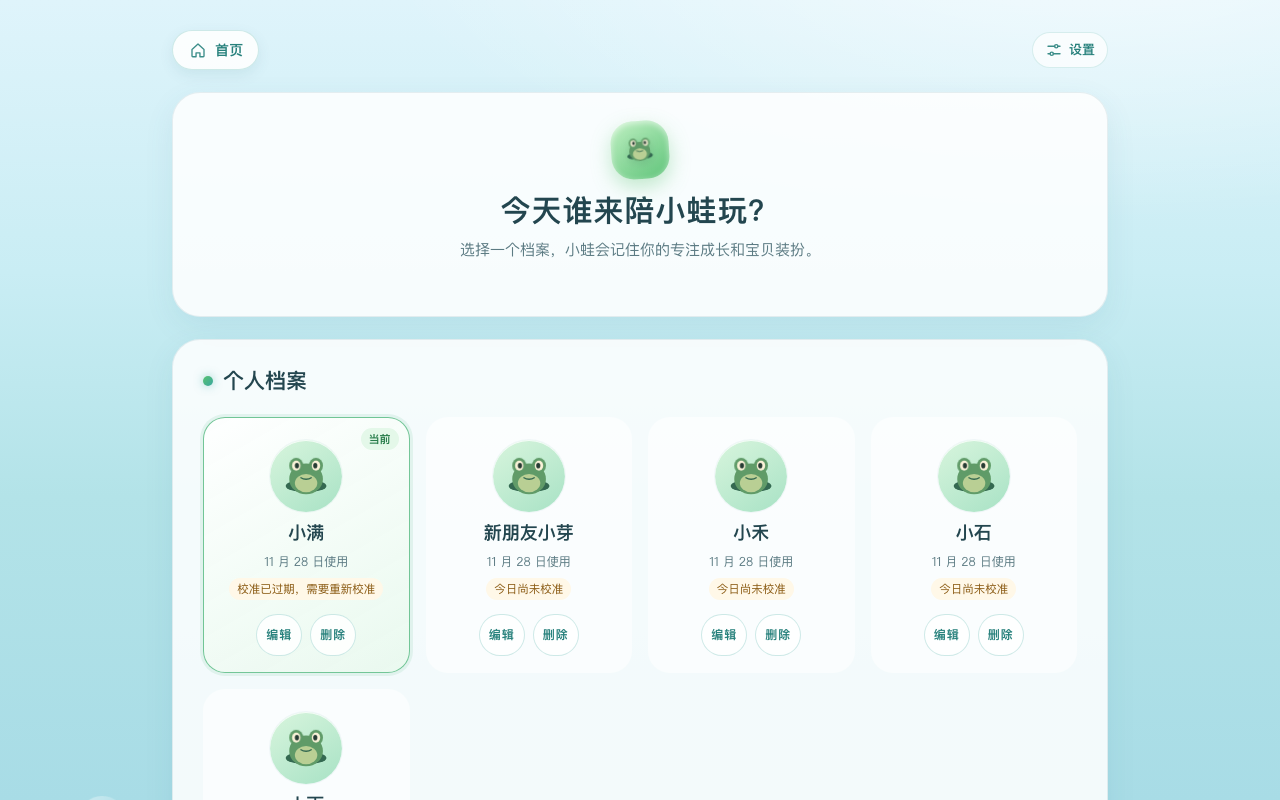 首页
设置
今天谁来陪小蛙玩?
选择一个档案，小蛙会记住你的专注成长和宝贝装扮。
个人档案
当前
小满
11 月 28 日使用
校准已过期，需要重新校准
编辑
删除
新朋友小芽
11 月 28 日使用
今日尚未校准
编辑
删除
小禾
11 月 28 日使用
今日尚未校准
编辑
删除
小石
11 月 28 日使用
今日尚未校准
编辑
删除